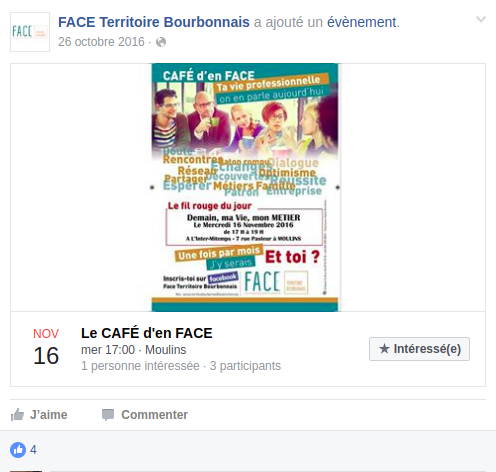 FACE Territoire Bourbonnais a ajouté un évènement.
26 octobre 2016
FACE
CAFÉ d'en FACE
Ta vie professionnelle
on en parle aujourd'hui
Doute
Rencontres
Dialogue
Echanges
Réseau
Optimisme
Découvertes
Partager
Réussite
Espérer Métiers Famille
Patron Entreprise
Le fil rouge du jour
Demain, ma Vie, mon METIER
Le Mercredi 16 Novembre 2016
de 17 H à 19 H
A L'Inter-Mitemps - 7 rue Pasteur à MOULINS
Une fois par mois
J'y serais
Et toi ?
Inscris-toi sur facebook
Face Territoire Bourbonnais
FACE
NOV
16
Le CAFÉ d'en FACE
mer 17:00 · Moulins
1 personne intéressée · 3 participants
Intéressé(e)
J'aime
Commenter
4